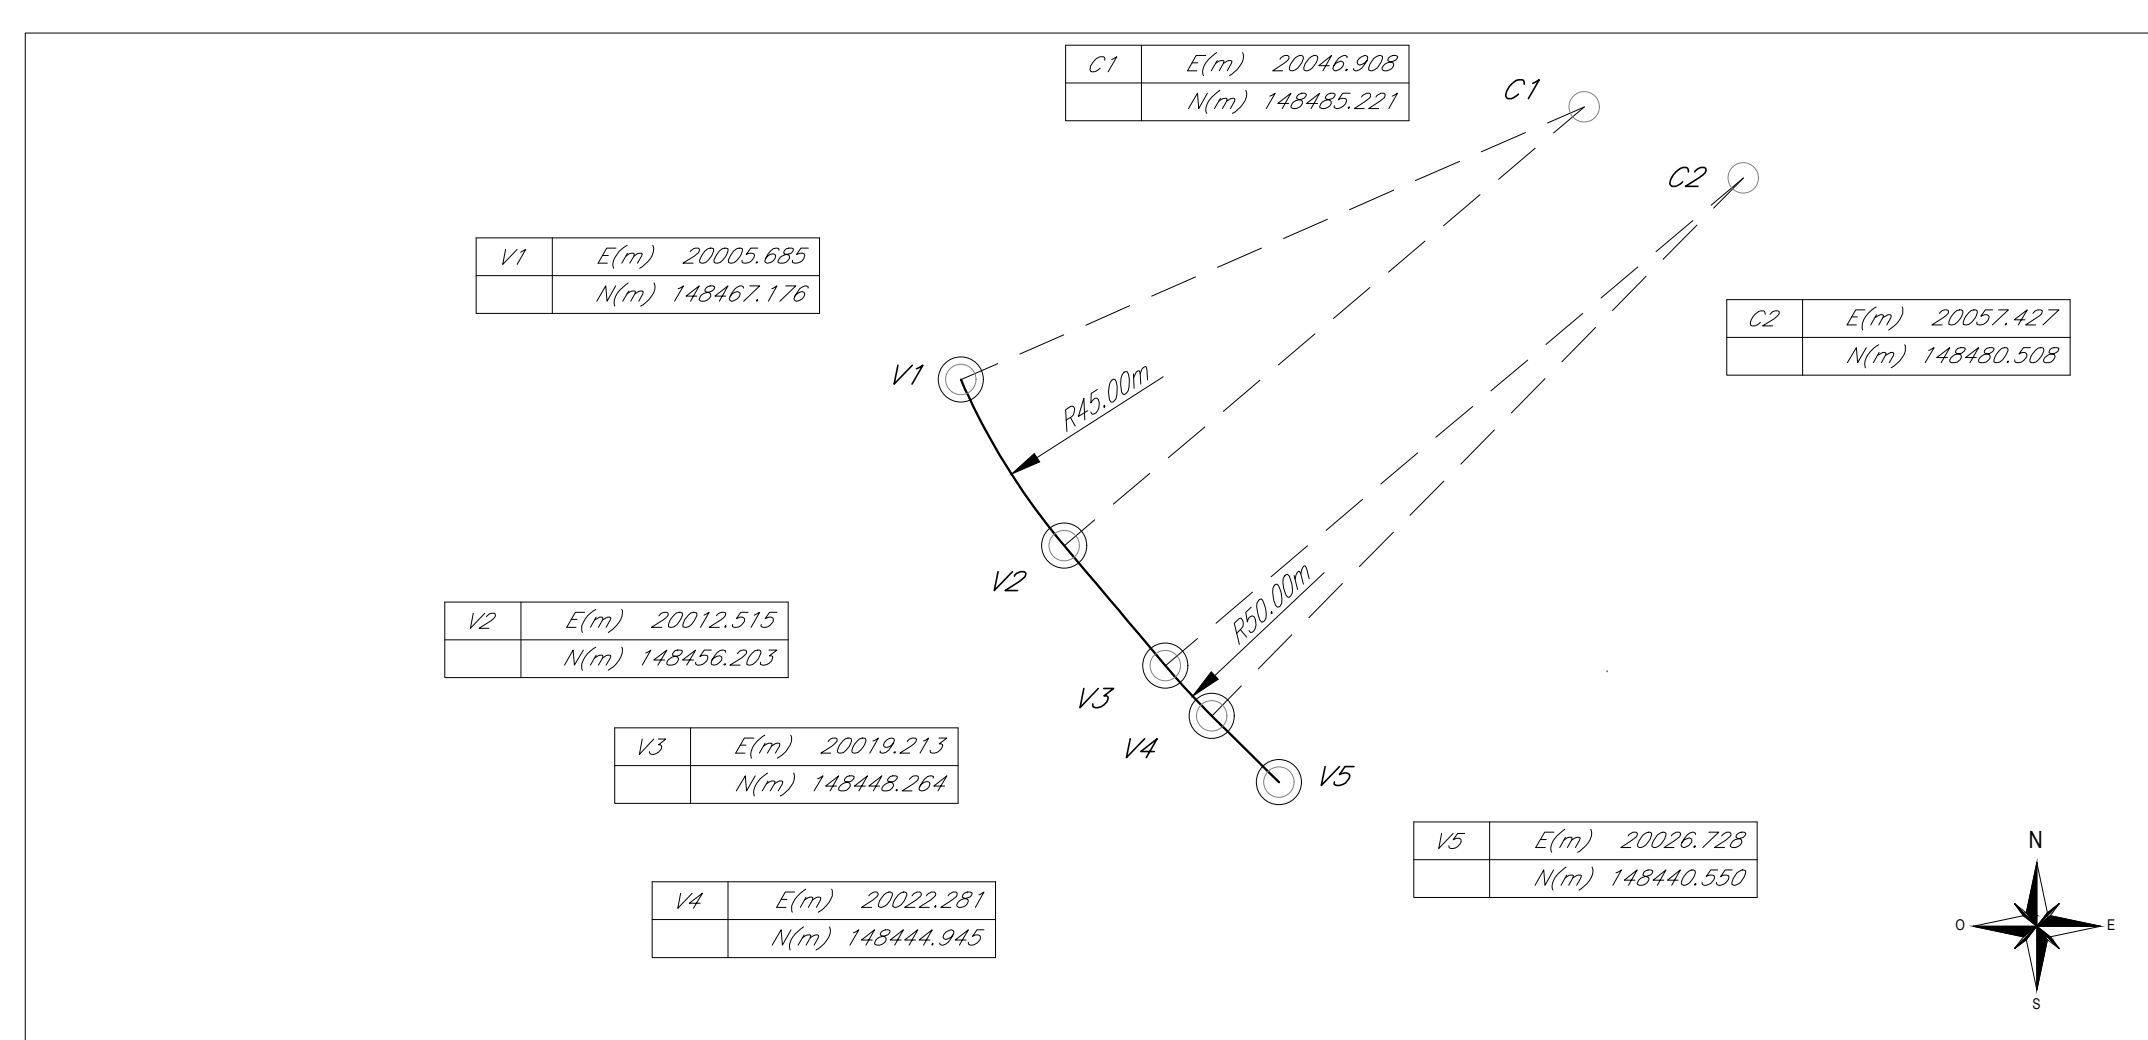 C1 E(m) 20046.908
N(m) 148485.221
C1
C2
V1 E(m) 20005.685
N(m) 148467.176
C2 E(m) 20057.427
N(m) 148480.508
V1
R45.00m
V2
V2 E(m) 20012.515
N(m) 148456.203
R50.00m
V3
V3 E(m) 20019.213
N(m) 148448.264
V4
V5
V5 E(m) 20026.728
N(m) 148440.550
V4 E(m) 20022.281
N(m) 148444.945
N
O E
S